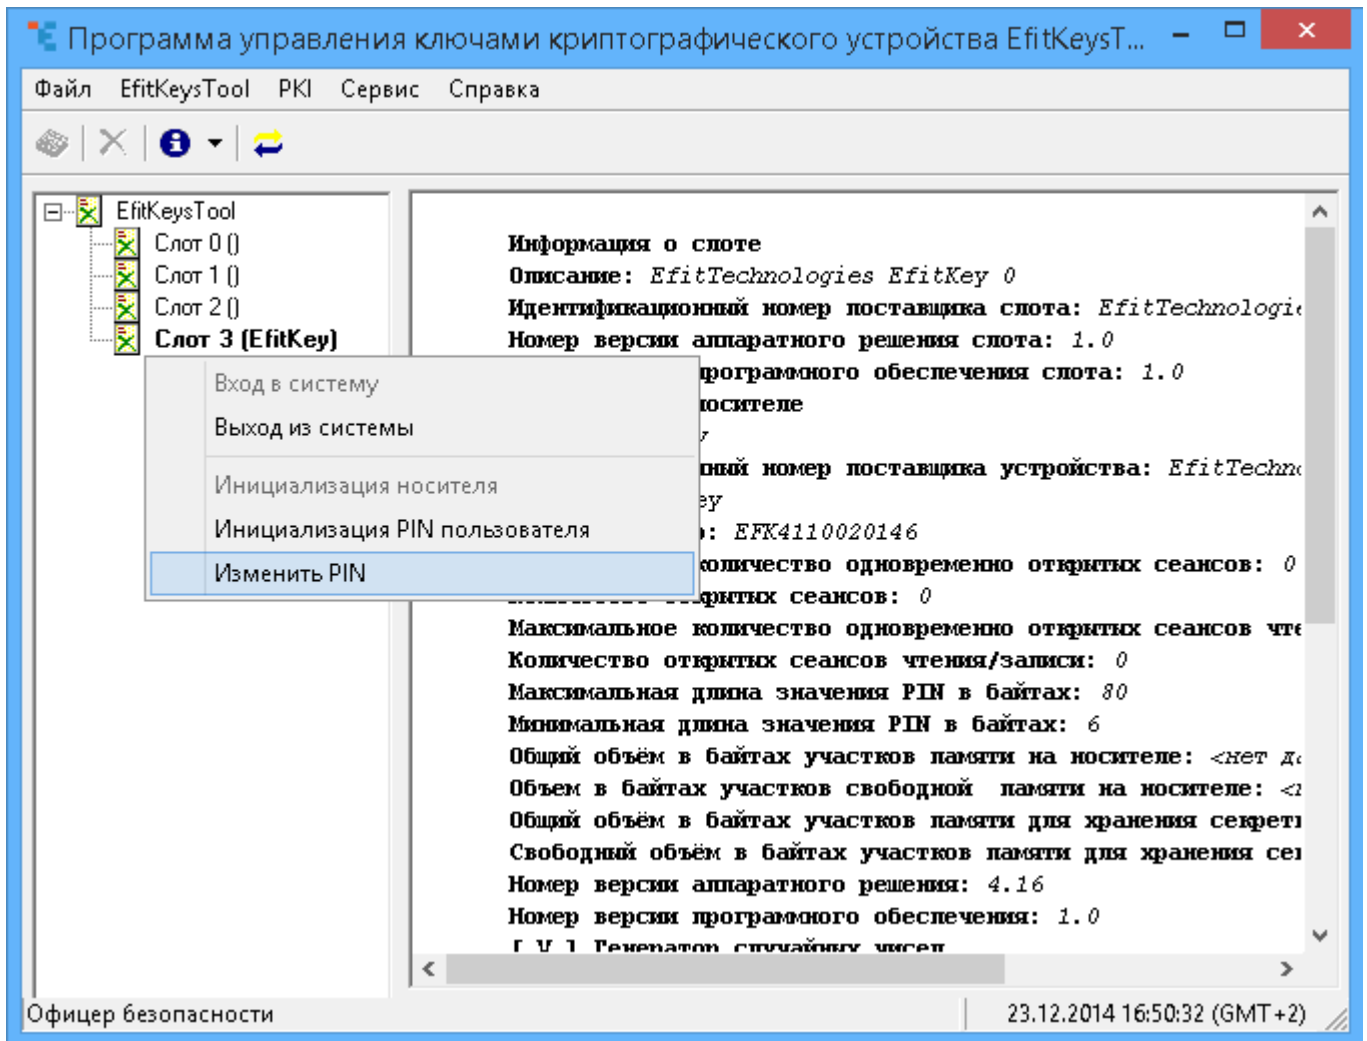 Программа управления ключами криптографического устройства EfitKeysT...
Файл EfitKeysTool PKI Сервис Справка
EfitKeysTool
Слот 0 ()
Слот 1 ()
Слот 2 ()
Слот 3 (EfitKey)
Вход в систему
Выход из системы
Инициализация носителя
Инициализация PIN пользователя
Изменить PIN
Информация о слоте
Описание: EfitTechnologies EfitKey 0
Идентификационный номер поставщика слота: EfitTechnologi
Номер версии аппаратного решения слота: 1.0
программного обеспечения слота: 1.0
носителе
номер поставщика устройства: EfitTechn
: EFK4110020146
количество одновременно открытых сеансов: 0
сеансов: 0
Максимальное количество одновременно открытых сеансов
Количество открытых сеансов чтения/записи: 0
Максимальная длина значения PIN в байтах: 80
Минимальная длина значения PIN в байтах: 6
Общий объём в байтах участков памяти на носителе: <нет
Объем в байтах участков свободной памяти на носителе:
Общий объём в байтах участков памяти для хранения
Свободный объём в байтах участков памяти для хранения
Номер версии аппаратного решения: 4.16
Номер версии программного обеспечения: 1.0
[ V ] Генератор случайных чисел
Офицер безопасности
23.12.2014 16:50:32 (GMT+2)